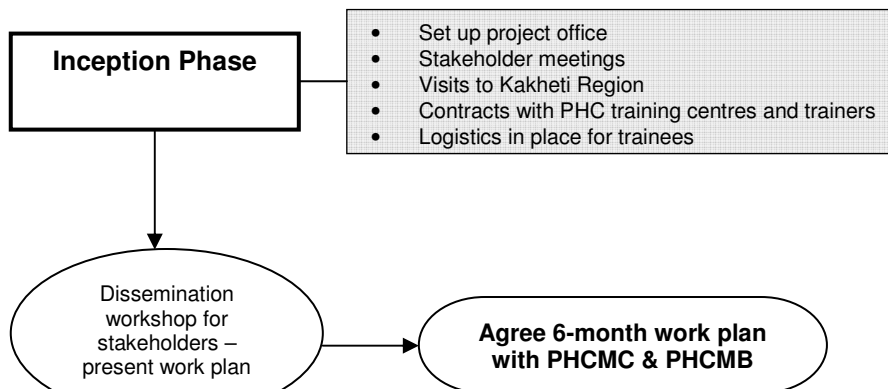 Inception Phase
• Set up project office
• Stakeholder meetings
• Visits to Kakheti Region
• Contracts with PHC training centres and trainers
• Logistics in place for trainees
Dissemination
workshop for
stakeholders –
present work plan
Agree 6-month work plan
with PHCMC & PHCMB